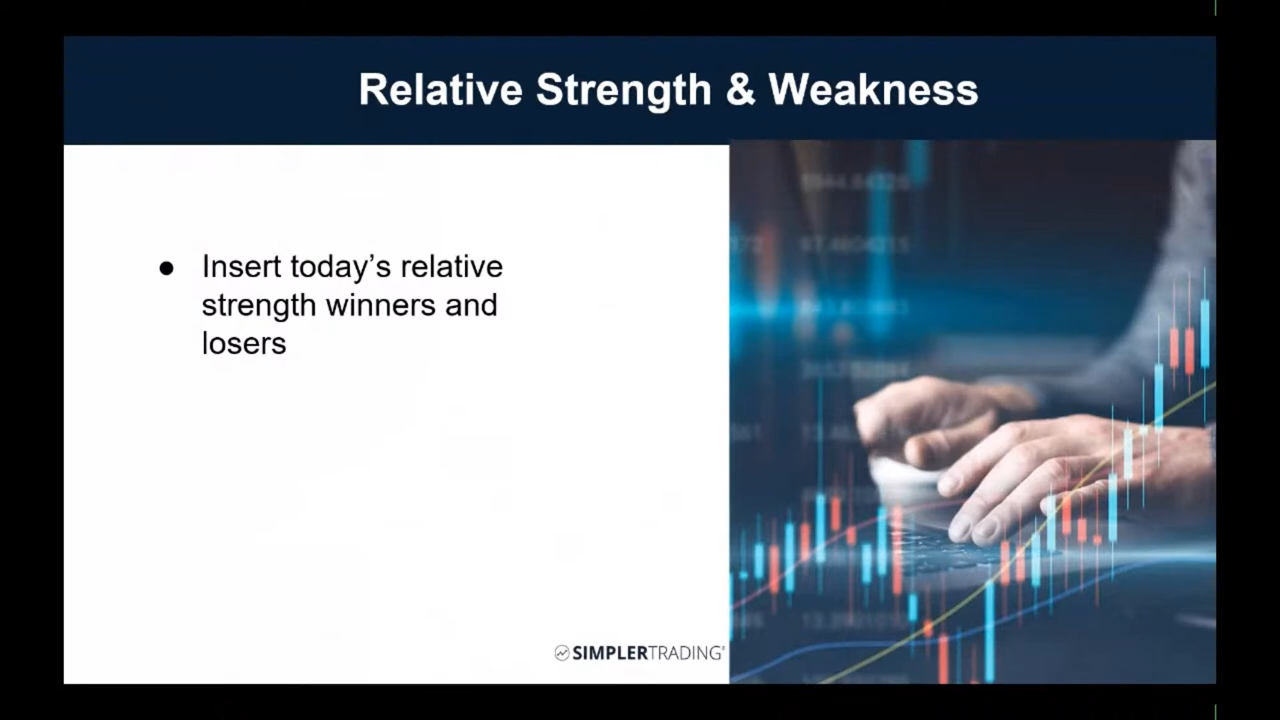 Relative Strength & Weakness
● Insert today’s relative
strength winners and
losers
SIMPLERTRADING